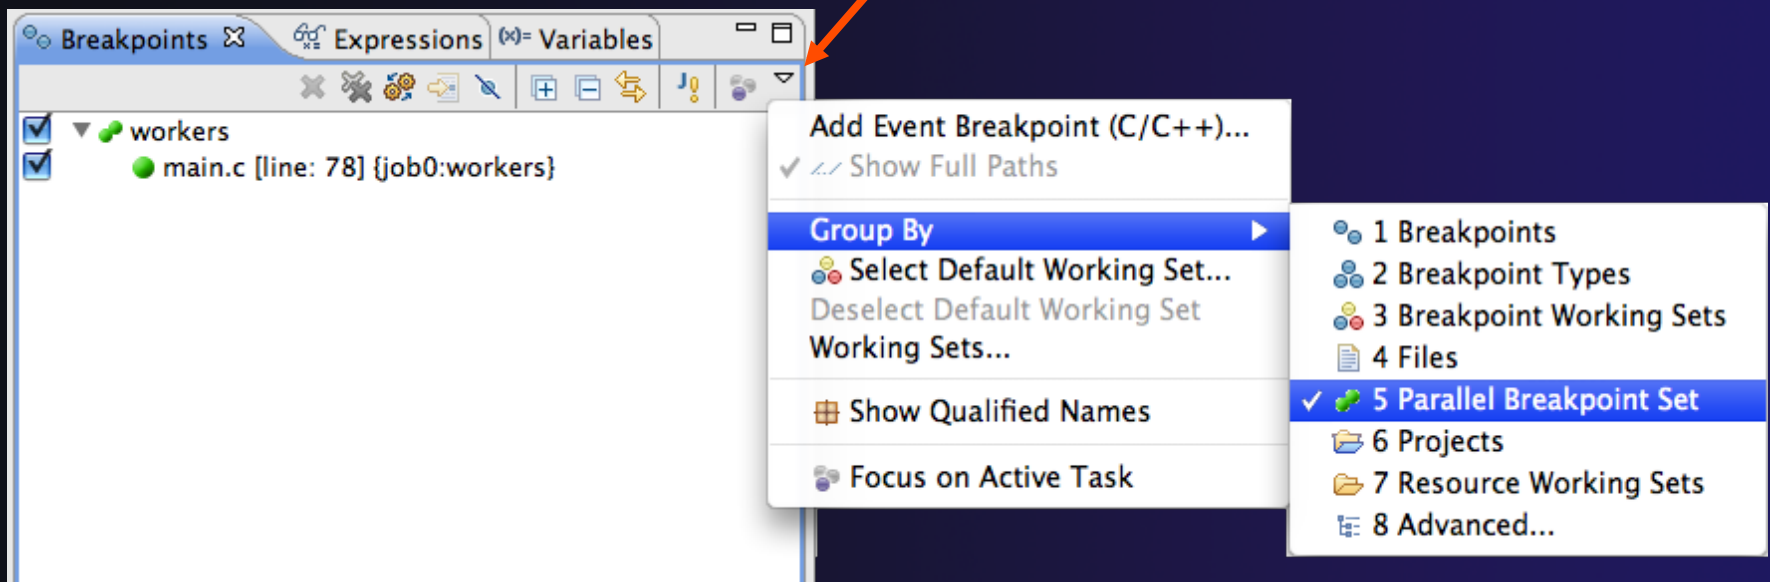 Breakpoints Expressions (x)= Variables
workers
main.c [line: 78] {job0:workers}
Add Event Breakpoint (C/C++)...
Show Full Paths
Group By
Select Default Working Set...
Deselect Default Working Set
Working Sets...
Show Qualified Names
Focus on Active Task
1 Breakpoints
2 Breakpoint Types
3 Breakpoint Working Sets
4 Files
5 Parallel Breakpoint Set
6 Projects
7 Resource Working Sets
8 Advanced...